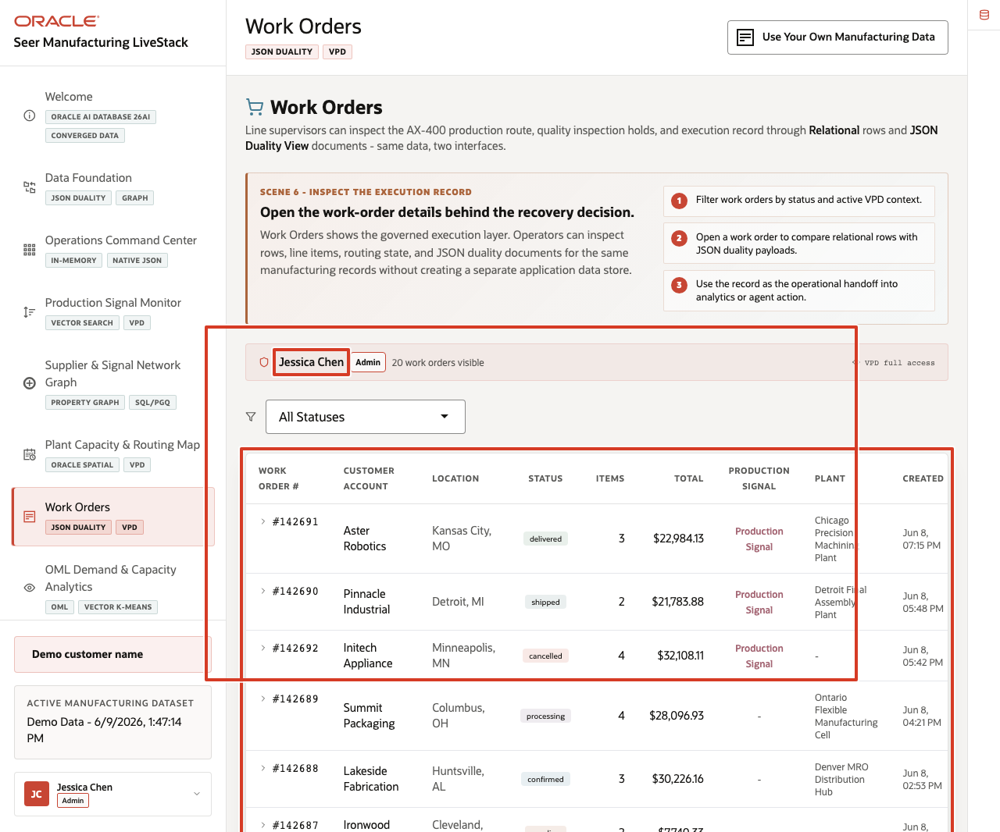 ORACLE
Seer Manufacturing LiveStack
Welcome
ORACLE AI DATABASE 26AI
CONVERGED DATA
Data Foundation
JSON DUALITY GRAPH
Operations Command Center
IN-MEMORY NATIVE JSON
Production Signal Monitor
VECTOR SEARCH VPD
Supplier & Signal Network
Graph
PROPERTY GRAPH SQL/PGQ
Plant Capacity & Routing Map
ORACLE SPATIAL VPD
Work Orders
JSON DUALITY VPD
OML Demand & Capacity
Analytics
OML VECTOR K-MEANS
Demo customer name
ACTIVE MANUFACTURING DATASET
Demo Data - 6/9/2026, 1:47:14
PM
JC Jessica Chen
Admin
Work Orders
JSON DUALITY VPD
Use Your Own Manufacturing Data
Work Orders
Line supervisors can inspect the AX-400 production route, quality inspection holds, and execution record through Relational rows and JSON
Duality View documents - same data, two interfaces.
SCENE 6 - INSPECT THE EXECUTION RECORD
Open the work-order details behind the recovery decision.
Work Orders shows the governed execution layer. Operators can inspect
rows, line items, routing state, and JSON duality documents for the same
manufacturing records without creating a separate application data store.
1 Filter work orders by status and active VPD context.
2 Open a work order to compare relational rows with
JSON duality payloads.
3 Use the record as the operational handoff into
analytics or agent action.
Jessica Chen Admin 20 work orders visible VPD full access
All Statuses
WORK ORDER # CUSTOMER ACCOUNT LOCATION STATUS ITEMS TOTAL PRODUCTION SIGNAL PLANT CREATED
#142691 Aster Robotics Kansas City, MO delivered 3 $22,984.13 Production Signal Chicago Precision Machining Plant Jun 8, 07:15 PM
#142690 Pinnacle Industrial Detroit, MI shipped 2 $21,783.88 Production Signal Detroit Final Assembly Plant Jun 8, 05:48 PM
#142692 Initech Appliance Minneapolis, MN cancelled 4 $32,108.11 Production Signal - Jun 8, 05:42 PM
#142689 Summit Packaging Columbus, OH processing 4 $28,096.93 - Ontario Flexible Manufacturing Cell Jun 8, 04:21 PM
#142688 Lakeside Fabrication Huntsville, AL confirmed 3 $30,226.16 - Denver MRO Distribution Hub Jun 8, 02:53 PM
#142687 Ironwood Cleveland, Jun 8,